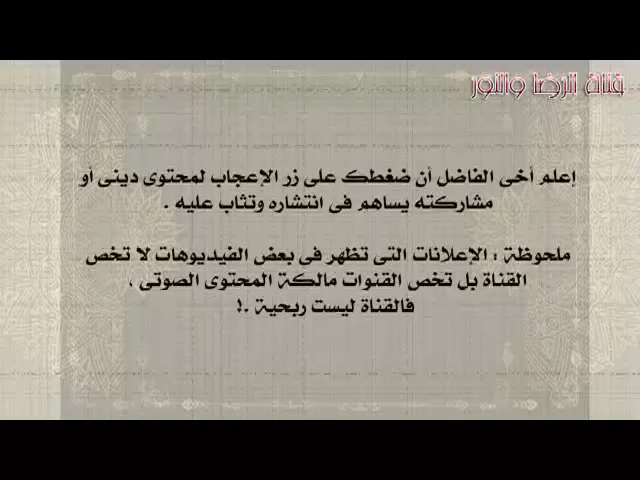 قناة الرضا والنور
إعلم أخى الفاضل أن ضغطك على زر الإعجاب لمحتوى دينى أو
مشاركته يساهم فى انتشاره وتثاب عليه .
ملحوظة : الإعلانات التى تظهر فى بعض الفيديوهات لا تخص
القناة بل تخص القنوات مالكة المحتوى الصوتى ،
فالقناة ليست ربحية .!